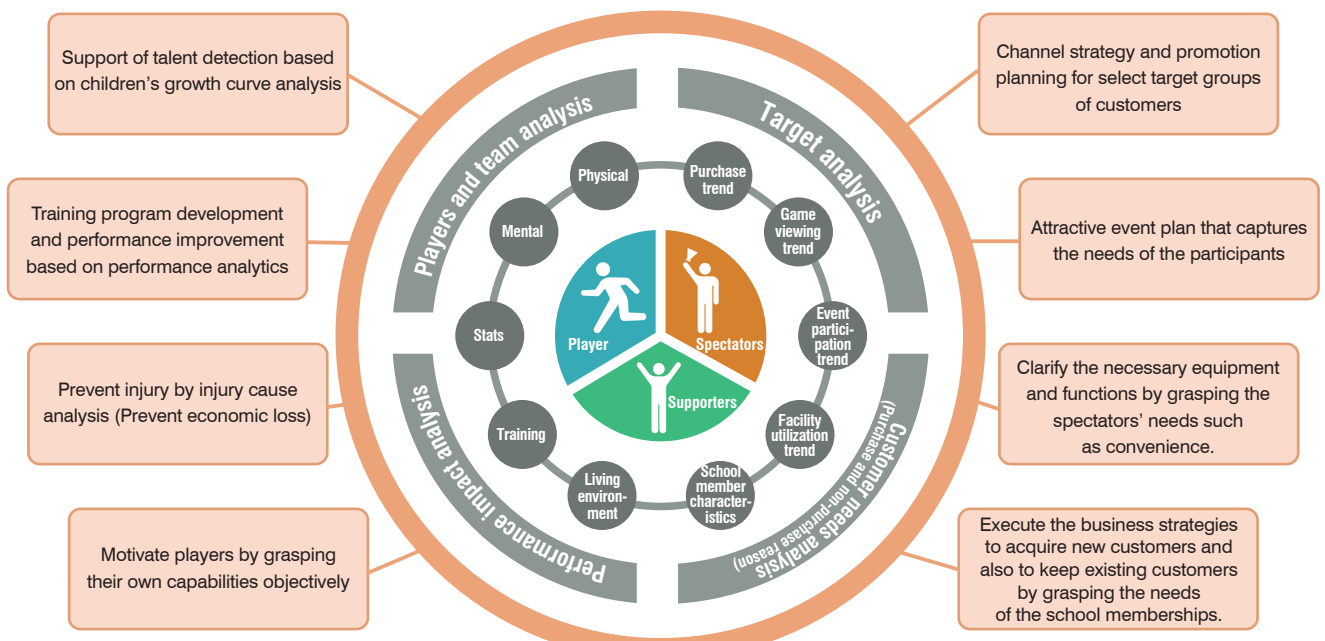 Support of talent detection based
on children's growth curve analysis
Training program development
and performance improvement
based on performance analytics
Prevent injury by injury cause
analysis (Prevent economic loss)
Motivate players by grasping
their own capabilities objectively
Players and team analysis
Target analysis
Performance impact analysis
Customer needs analysis
(Purchase and non-purchase reason)
Physical
Mental
Stats
Training
Living
environ-
ment
Purchase
trend
Game
viewing
trend
Event
partici-
pation
trend
Facility
utilization
trend
School
member
character-
istics
Player
Spectators
Supporters
Channel strategy and promotion
planning for select target groups
of customers
Attractive event plan that captures
the needs of the participants
Clarify the necessary equipment
and functions by grasping the
spectators' needs such
as convenience.
Execute the business strategies
to acquire new customers and
also to keep existing customers
by grasping the needs
of the school memberships.